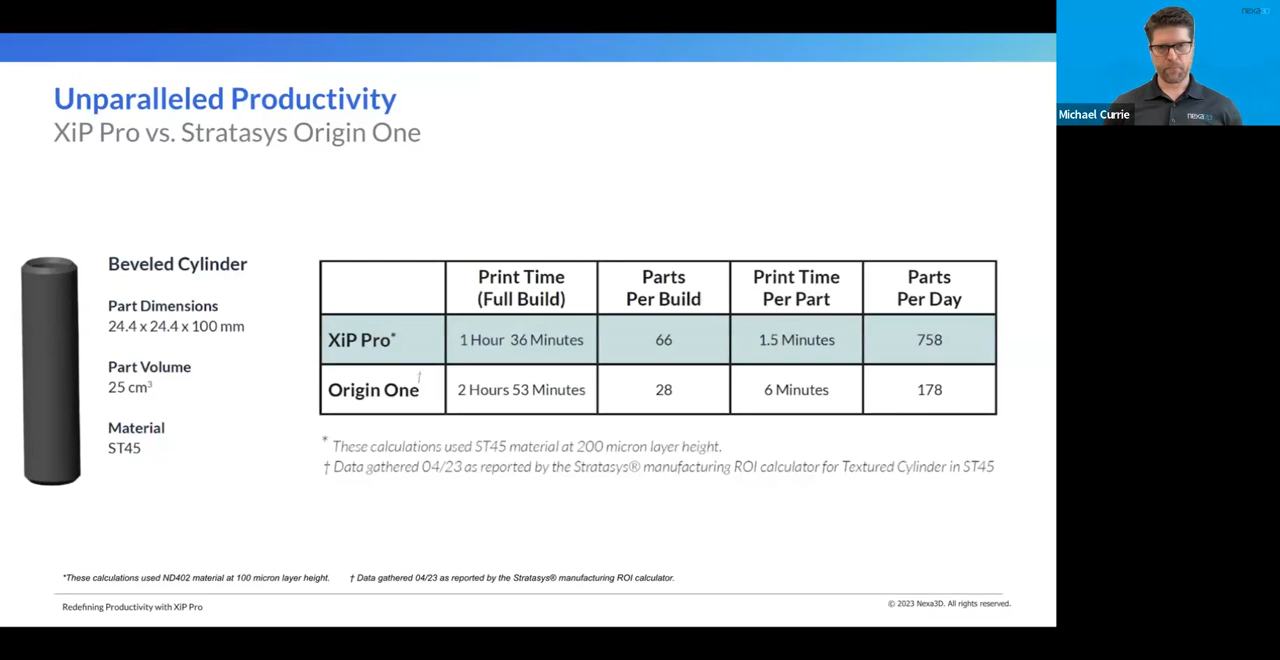 nexa3D
Unparalleled Productivity
XiP Pro vs. Stratasys Origin One
Michael Currie
nexa3D
Beveled Cylinder
Part Dimensions
24.4 x 24.4 x 100 mm
Part Volume
25 cm³
Material
ST45
Print Time (Full Build) Parts Per Build Print Time Per Part Parts Per Day
XiP Pro* 1 Hour 36 Minutes 66 1.5 Minutes 758
Origin One† 2 Hours 53 Minutes 28 6 Minutes 178
* These calculations used ST45 material at 200 micron layer height.
† Data gathered 04/23 as reported by the Stratasys® manufacturing ROI calculator for Textured Cylinder in ST45
*These calculations used ND402 material at 100 micron layer height. † Data gathered 04/23 as reported by the Stratasys® manufacturing ROI calculator.
Redefining Productivity with XiP Pro © 2023 Nexa3D. All rights reserved.